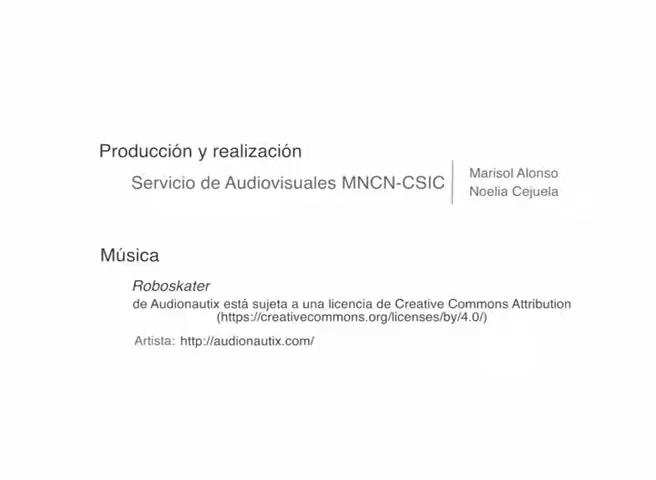 Producción y realización
Servicio de Audiovisuales MNCN-CSIC
Marisol Alonso
Noelia Cejuela
Música
Roboskater
de Audionautix está sujeta a una licencia de Creative Commons Attribution
(https://creativecommons.org/licenses/by/4.0/)
Artista: http://audionautix.com/